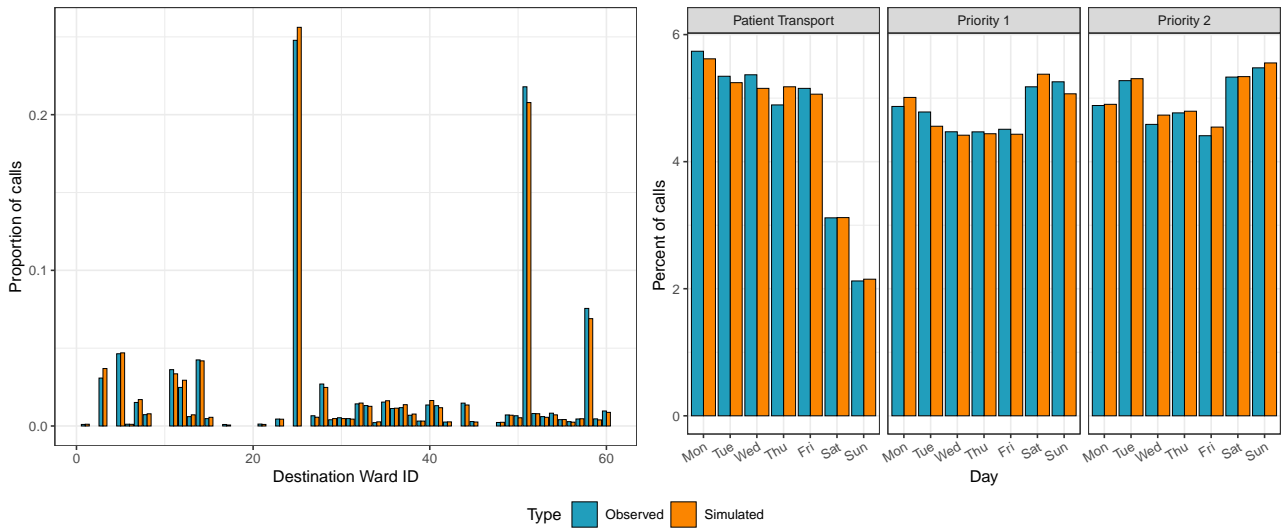 Proportion of calls
0.2
0.1
0.0
0
20
40
60
Destination Ward ID
Patient Transport
Priority 1
Priority 2
Percent of calls
6
4
2
0
Mon Tue Wed Thu Fri Sat Sun
Mon Tue Wed Thu Fri Sat Sun
Mon Tue Wed Thu Fri Sat Sun
Day
Type Observed Simulated